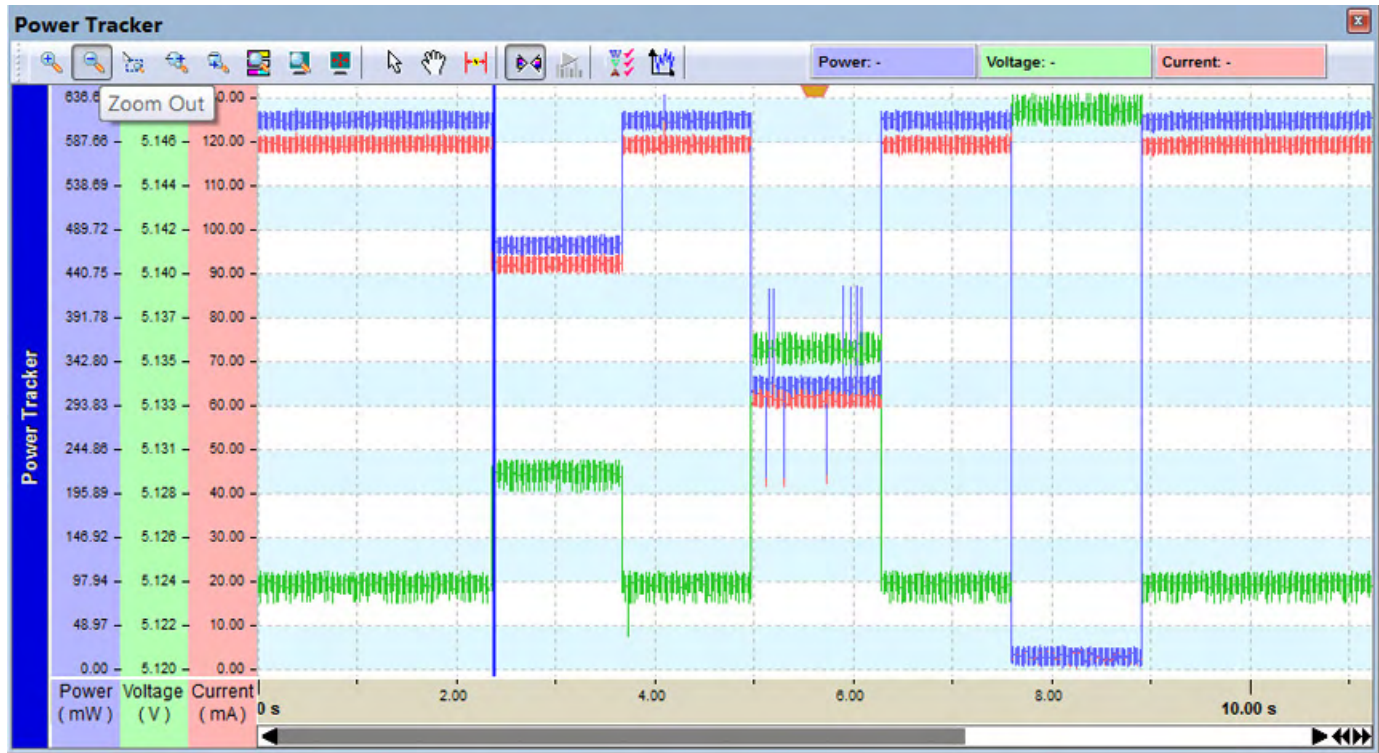 Power Tracker
Power: - Voltage: - Current: -
Zoom Out
587.66 5.146 120.00
538.69 5.144 110.00
489.72 5.142 100.00
440.75 5.140 90.00
391.78 5.137 80.00
342.80 5.135 70.00
293.83 5.133 60.00
244.86 5.131 50.00
195.89 5.128 40.00
146.92 5.126 30.00
97.94 5.124 20.00
48.97 5.122 10.00
0.00 5.120 0.00
Power Tracker
Power Voltage Current
(mW) (V) (mA)
0 s 2.00 4.00 6.00 8.00 10.00 s